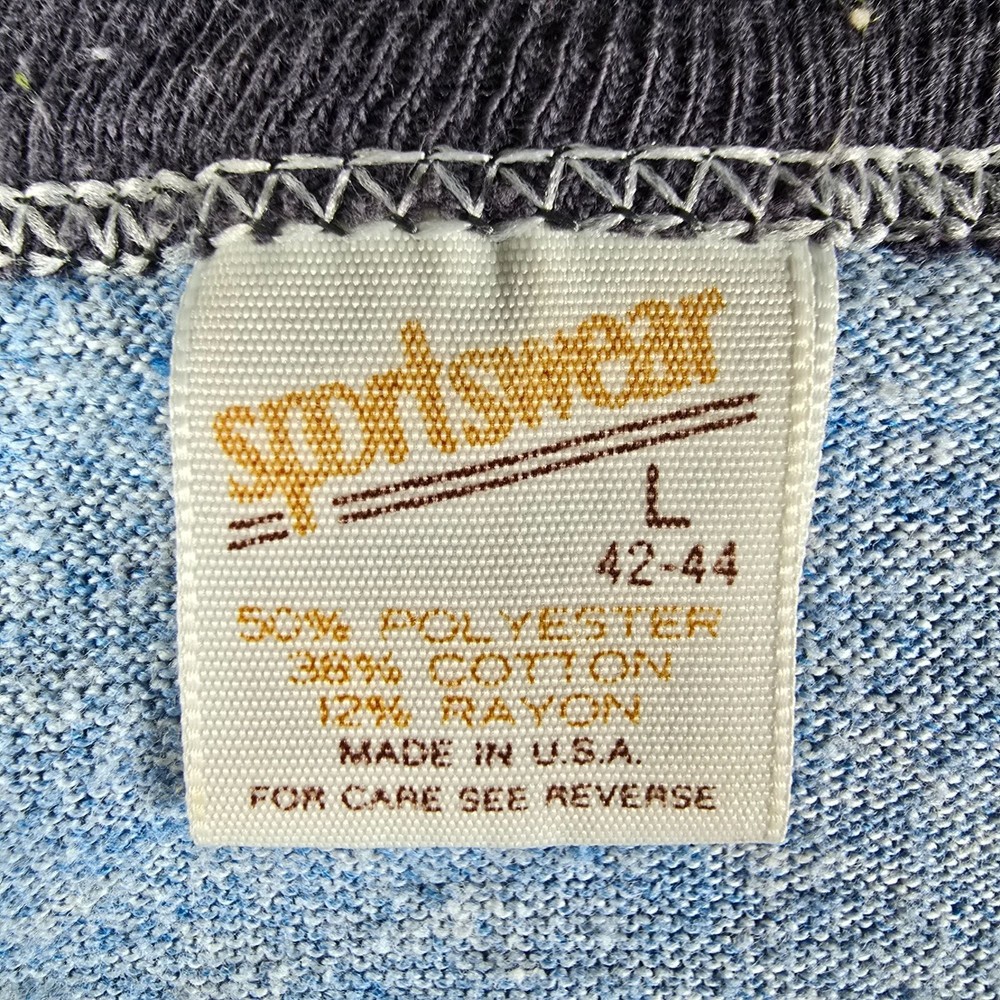 sportswear
L
42-44
50% POLYESTER
38% COTTON
12% RAYON
MADE IN U.S.A.
FOR CARE SEE REVERSE